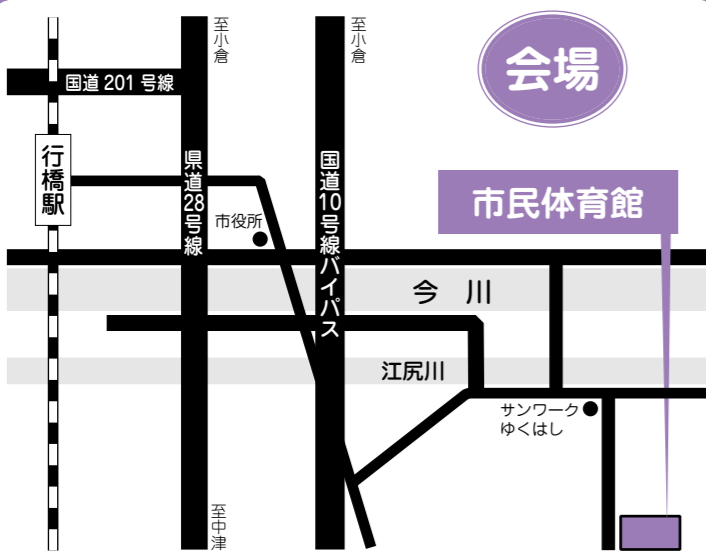 至小倉
至小倉
会場
国道201号線
行橋駅
県道28号線
国道10号線バイパス
市民体育館
市役所
今川
江尻川
サンワーク
ゆくはし
至中津